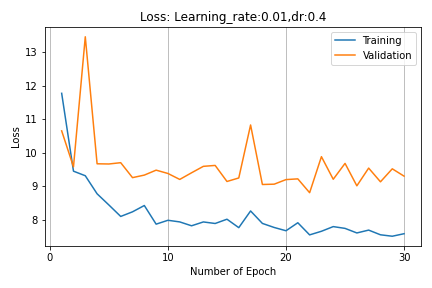 Loss: Learning_rate:0.01,dr:0.4
Training
Validation
Loss
13
12
11
10
9
8
0 10 20 30
Number of Epoch